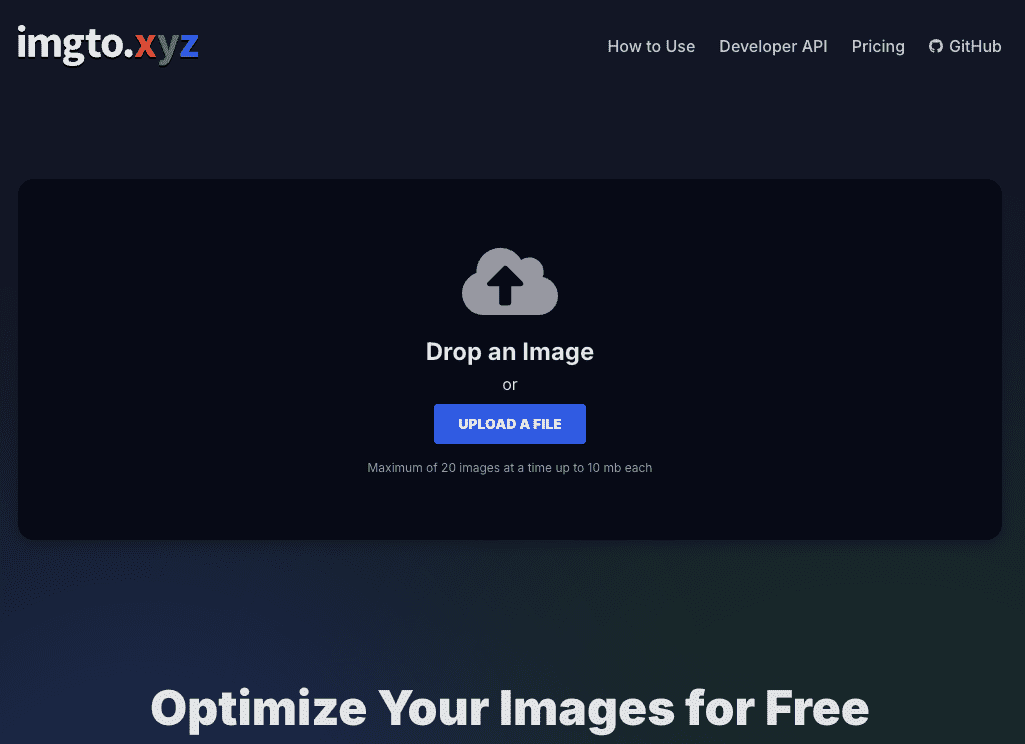 imgto.xyz
How to Use Developer API Pricing GitHub
Drop an Image
or
UPLOAD A FILE
Maximum of 20 images at a time up to 10 mb each
Optimize Your Images for Free